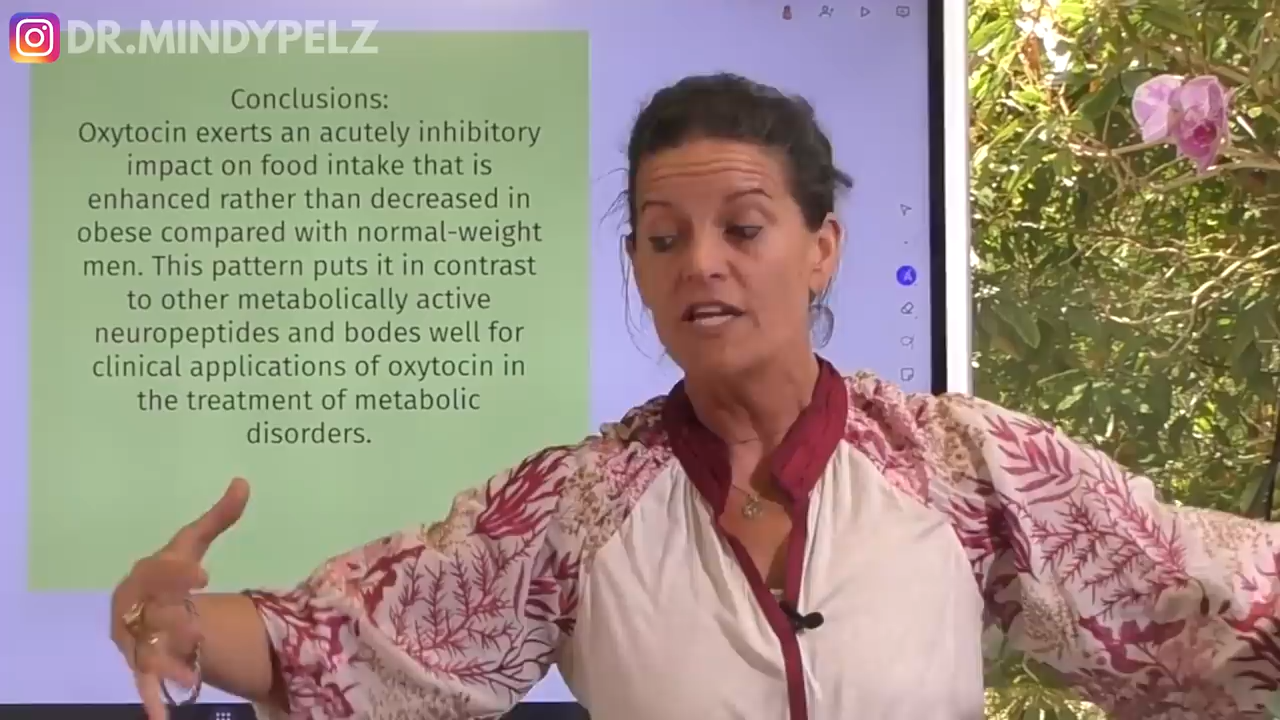 DR.MINDYPELZ
Conclusions:
Oxytocin exerts an acutely inhibitory
impact on food intake that is
enhanced rather than decreased in
obese compared with normal-weight
men. This pattern puts it in contrast
to other metabolically active
neuropeptides and bodes well for
clinical applications of oxytocin in
the treatment of metabolic
disorders.